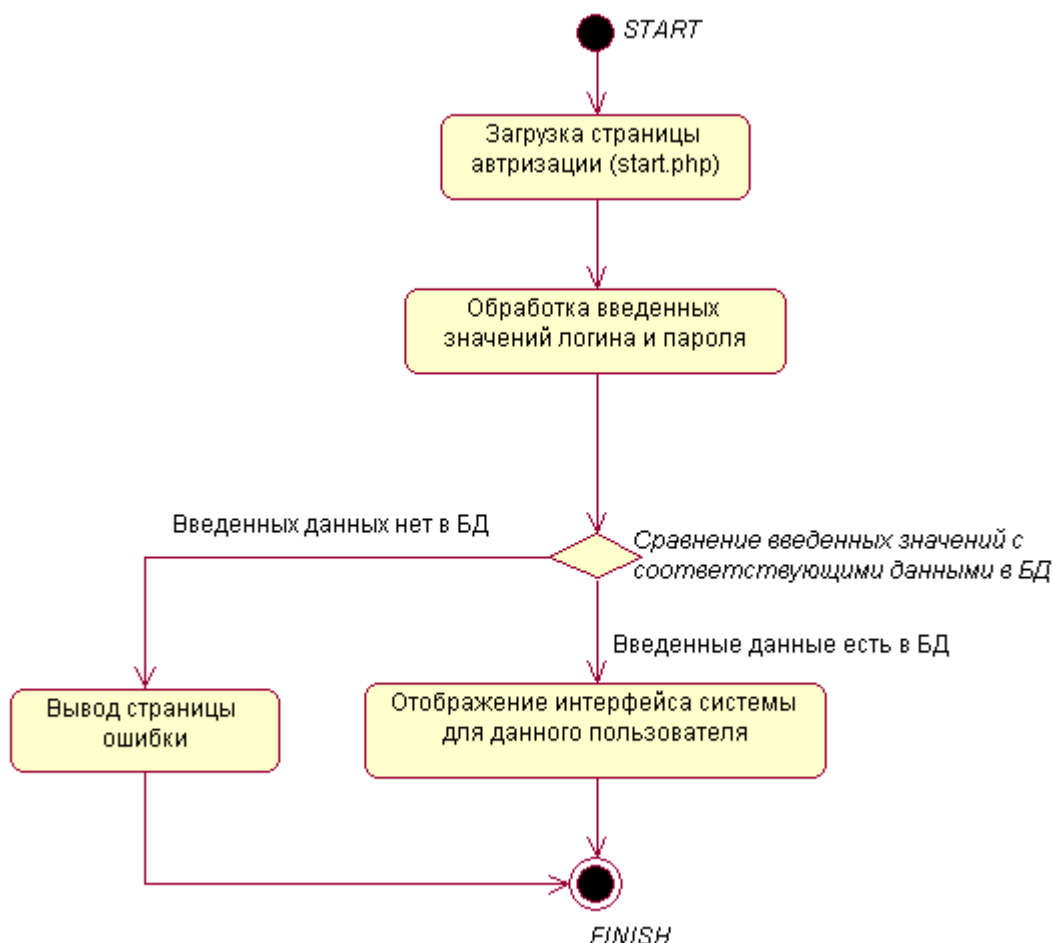 START
Загрузка страницы
автризации (start.php)
Обработка введенных
значений логина и пароля
Введенных данных нет в БД
Сравнение введенных значений с
соответствующими данными в БД
Введенные данные есть в БД
Вывод страницы
ошибки
Отображение интерфейса системы
для данного пользователя
FINISH